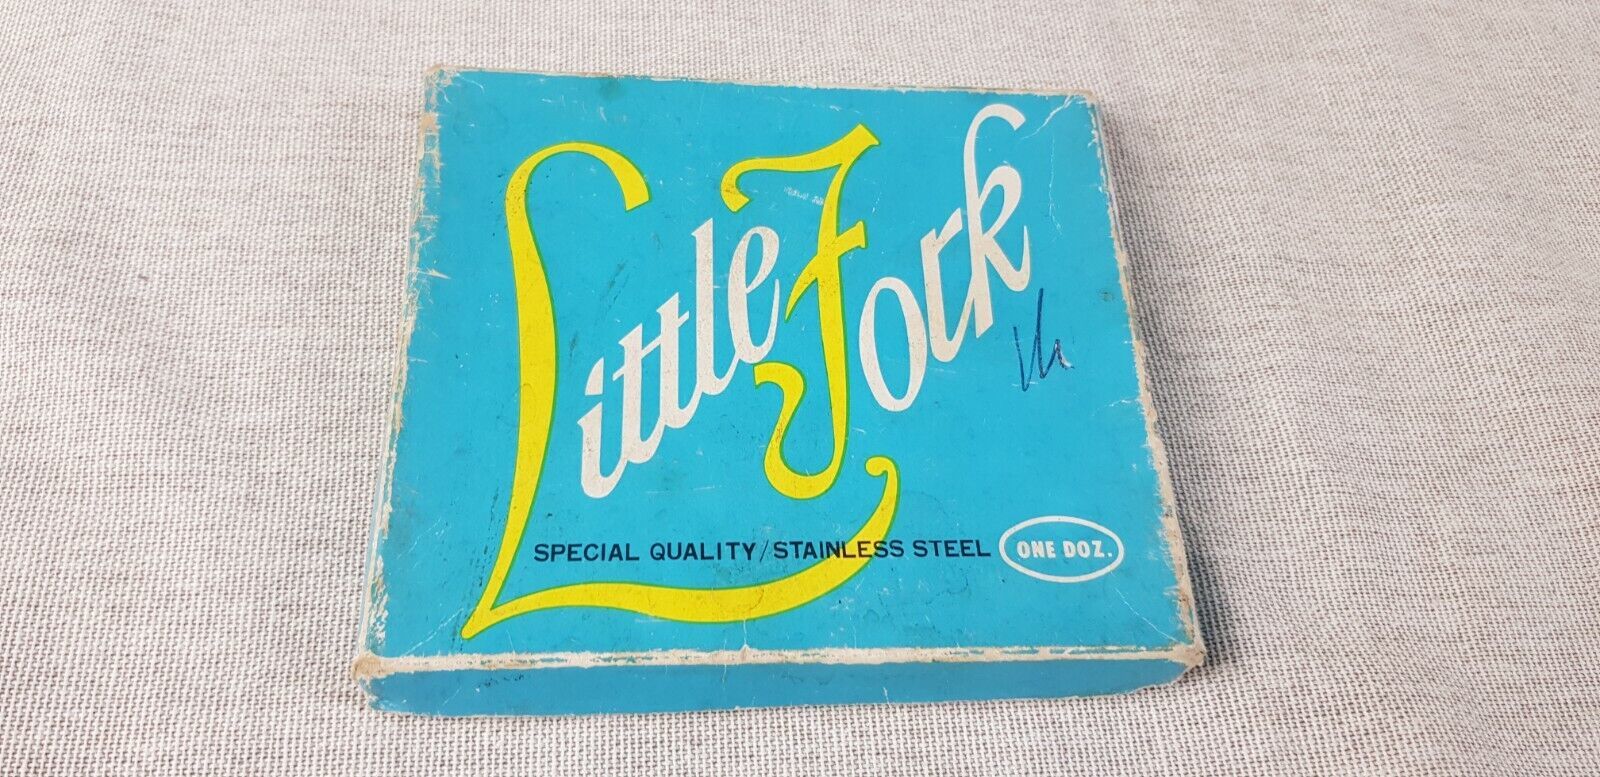 Little Fork
SPECIAL QUALITY/STAINLESS STEEL ONE DOZ.